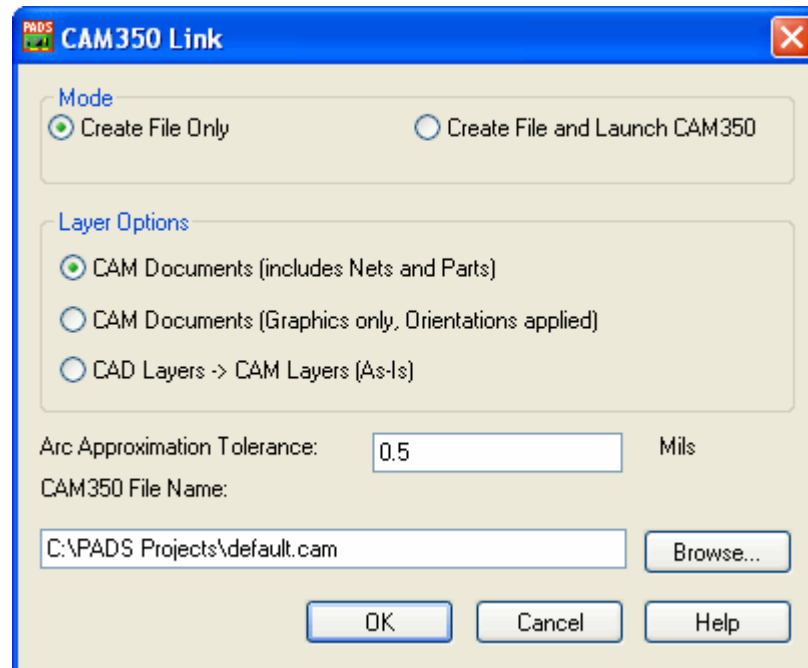 PADS
CAM350 Link
Mode
Create File Only
Create File and Launch CAM350
Layer Options
CAM Documents (includes Nets and Parts)
CAM Documents (Graphics only, Orientations applied)
CAD Layers -> CAM Layers (As-Is)
Arc Approximation Tolerance: 0.5 Mils
CAM350 File Name:
C:\PADS Projects\default.cam Browse...
OK Cancel Help